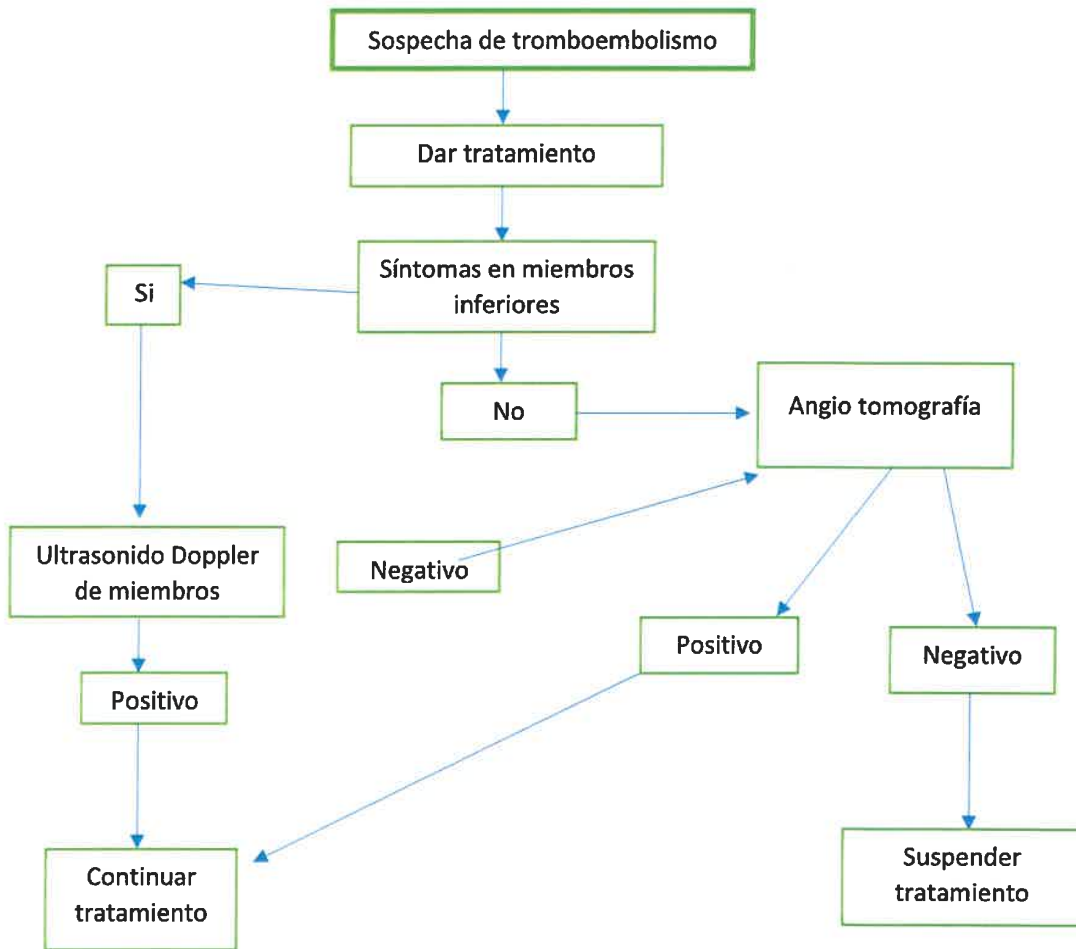 Sospecha de tromboembolismo
Dar tratamiento
Síntomas en miembros
inferiores
Si
No
Angio tomografía
Ultrasonido Doppler
de miembros
Negativo
Positivo
Negativo
Positivo
Continuar
tratamiento
Suspender
tratamiento